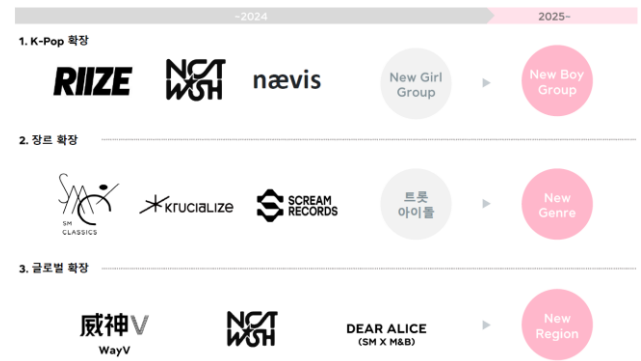 ~2024
2025~
1. K-Pop 확장
RIIZE
NCT
WISH
nævis
New Girl
Group
New Boy
Group
2. 장르 확장
SM
CLASSICS
KRUCIALIZE
SCREAM
RECORDS
트롯
아이돌
New
Genre
3. 글로벌 확장
威神V
WayV
NCT
WISH
DEAR ALICE
(SM X M&B)
New
Region